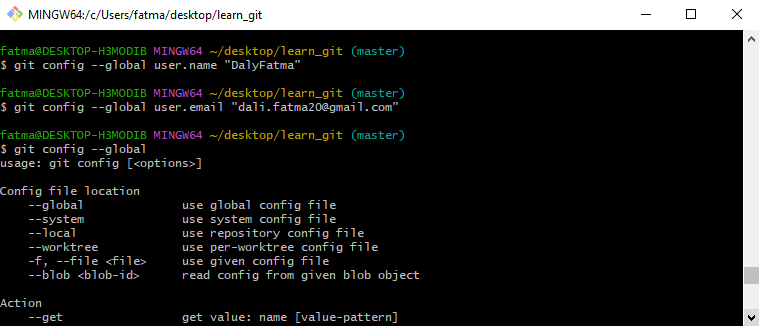 MINGW64:/c/Users/fatma/desktop/learn_git
fatma@DESKTOP-H3MODIB MINGW64 ~/desktop/learn_git (master)
$ git config --global user.name "DalyFatma"
fatma@DESKTOP-H3MODIB MINGW64 ~/desktop/learn_git (master)
$ git config --global user.email "dali.fatma20@gmail.com"
fatma@DESKTOP-H3MODIB MINGW64 ~/desktop/learn_git (master)
$ git config --global
usage: git config [<options>]
Config file location
    --global              use global config file
    --system              use system config file
    --local               use repository config file
    --worktree            use per-worktree config file
    -f, --file <file>     use given config file
    --blob <blob-id>      read config from given blob object
Action
    --get                 get value: name [value-pattern]